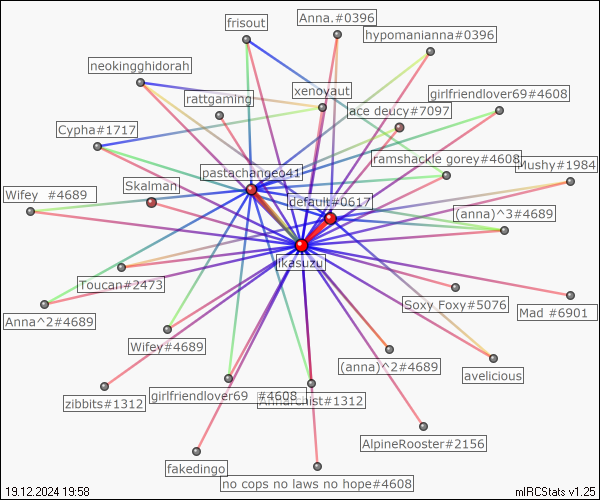 Anna.#0396
frisout
hypomanianna#0396
neokingghidorah
xenoyaut
girlfriendlover69#4608
rattgaming
ace deucy#7097
Cypha#1717
ramshackle gorey#4608
Mushy#1984
pastachangeo41
Skalman
Wifey #4689
default#0617
(anna)^3#4689
ikasuzu
Toucan#2473
Soxy Foxy#5076
Mad #6901
Anna^2#4689
Wifey#4689
(anna)^2#4689
avelicious
zibbits#1312
girlfriendlover69 #4608
Annarchist#1312
AlpineRooster#2156
fakedingo
no cops no laws no hope#4608
19.12.2024 19:58
mIRCStats v1.25